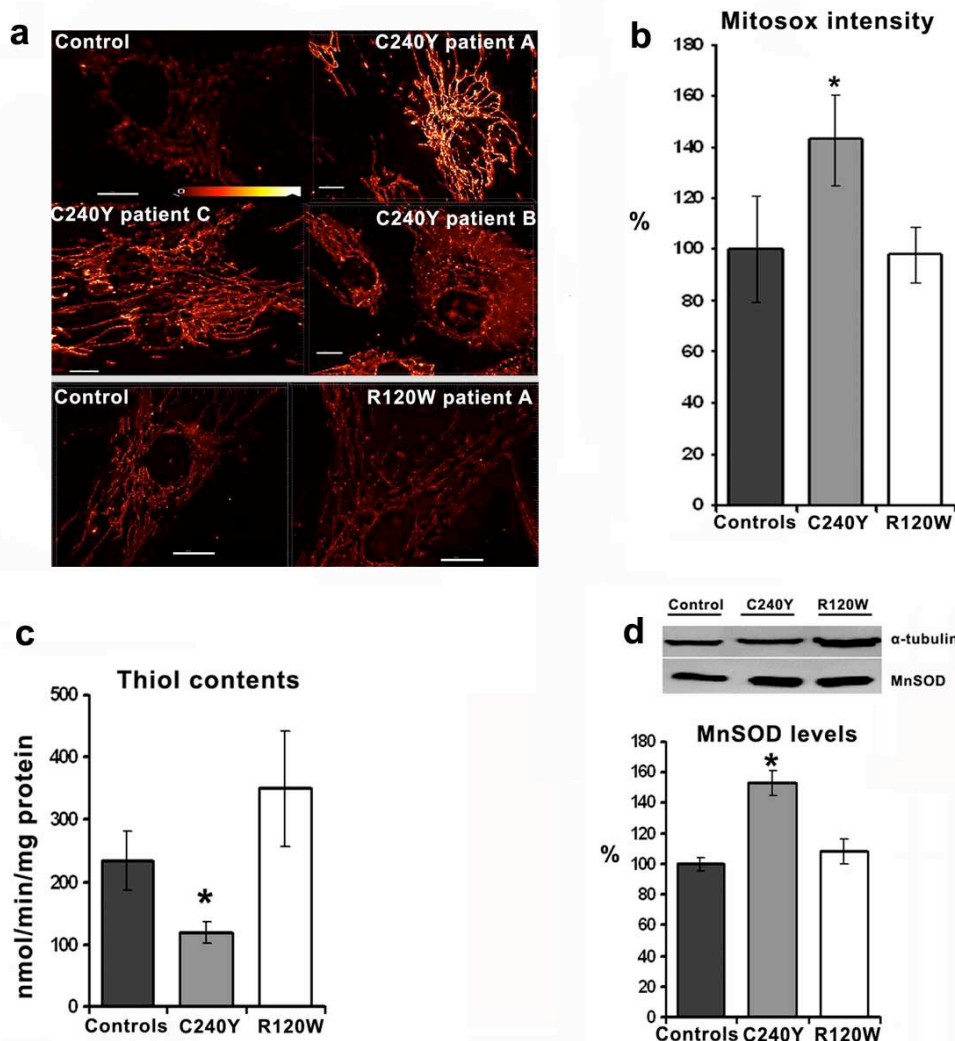 a
Control
C240Y patient A
C240Y patient C
C240Y patient B
Control
R120W patient A
b
Mitosox intensity
180
160
140
120
%
100
80
60
40
20
0
*
Controls
C240Y
R120W
c
Thiol contents
nmol/min/mg protein
500
400
300
200
100
0
*
Controls
C240Y
R120W
d
Control
C240Y
R120W
α-tubulin
MnSOD
MnSOD levels
180
160
140
120
%
100
80
60
40
20
0
*
Controls
C240Y
R120W